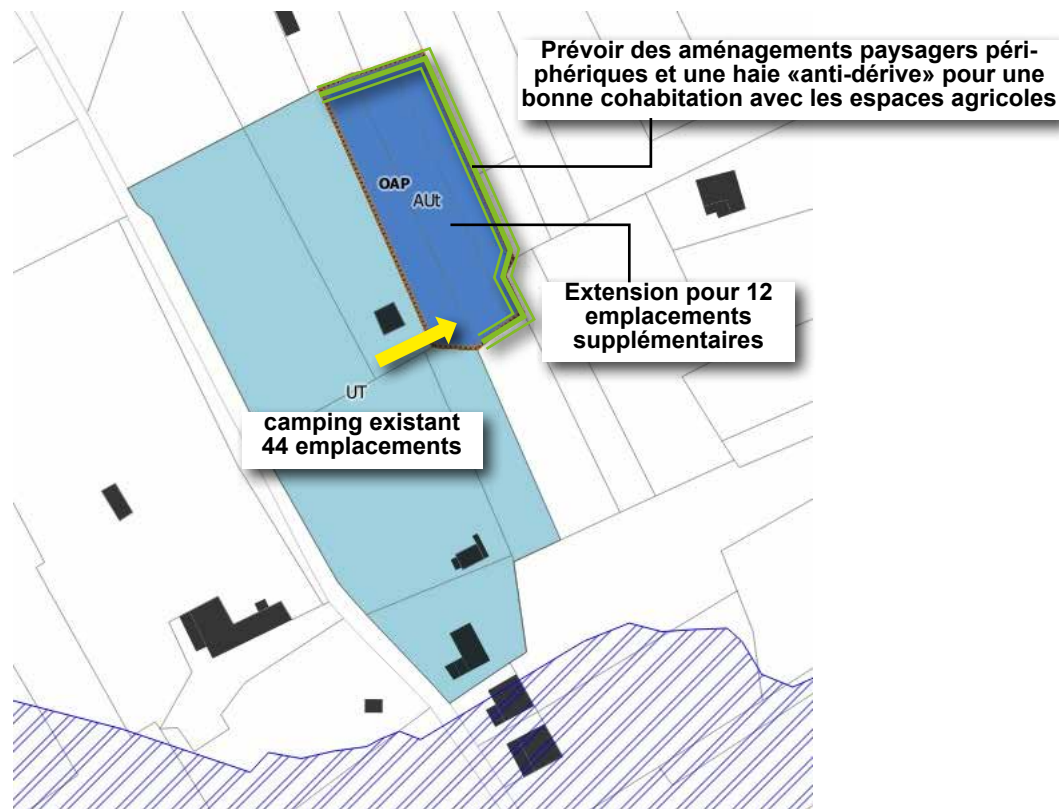 Prévoir des aménagements paysagers péri-
phériques et une haie «anti-dérive» pour une
bonne cohabitation avec les espaces agricoles
OAP
AUt
Extension pour 12
emplacements
supplémentaires
UT
camping existant
44 emplacements